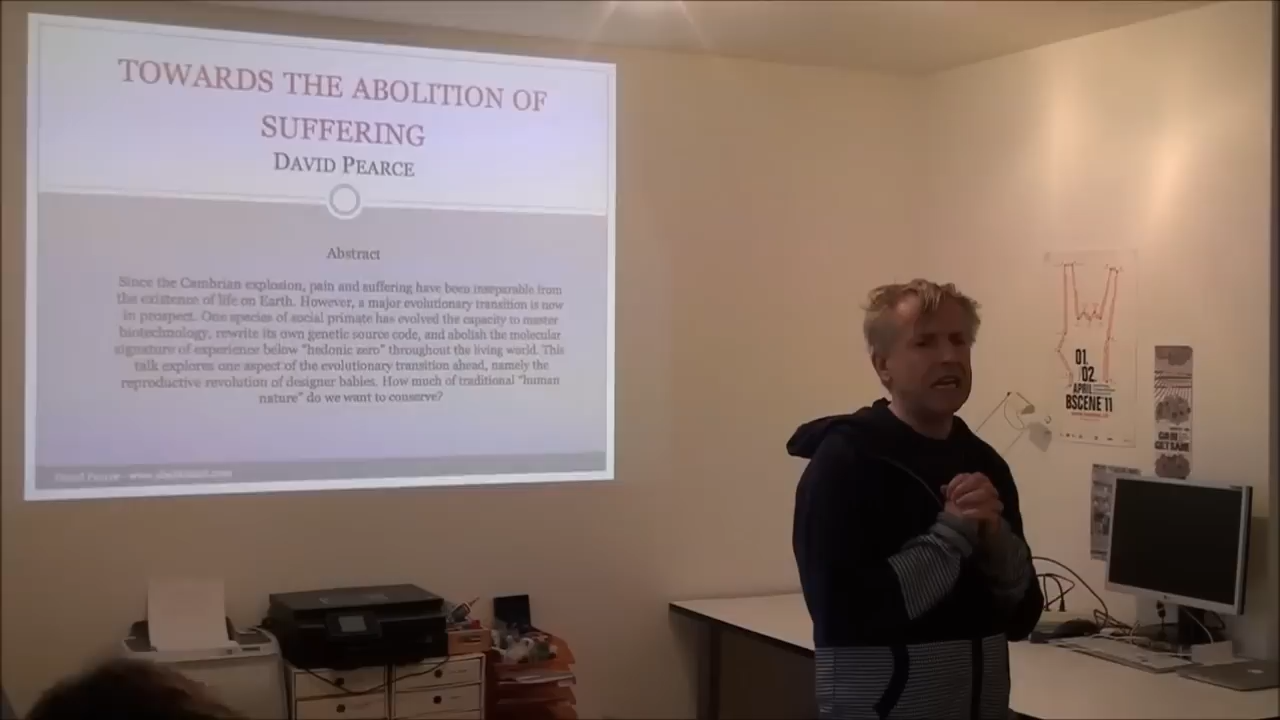 TOWARDS THE ABOLITION OF
SUFFERING
DAVID PEARCE
Abstract
Since the Cambrian explosion, pain and suffering have been inseparable from
the existence of life on Earth. However, a major evolutionary transition is now
in prospect. One species of social primate has evolved the capacity to master
biotechnology, rewrite its own genetic source code, and abolish the molecular
signature of experience below "hedonic zero" throughout the living world. This
talk explores one aspect of the evolutionary transition ahead, namely the
reproductive revolution of designer babies. How much of traditional "human
nature" do we want to conserve?
David Pearce
01.
02.
APRIL
BSCENE'11